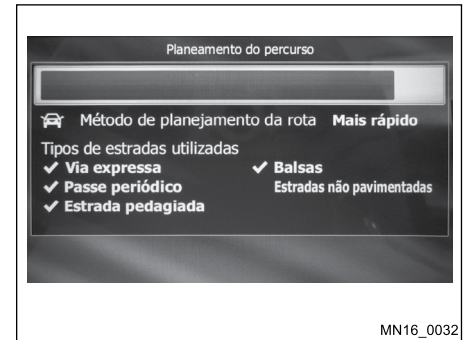 Planeamento do percurso
Método de planejamento da rota Mais rápido
Tipos de estradas utilizadas
Via expressa Balsas
Passe periódico Estradas não pavimentadas
Estrada pedagiada
MN16_0032